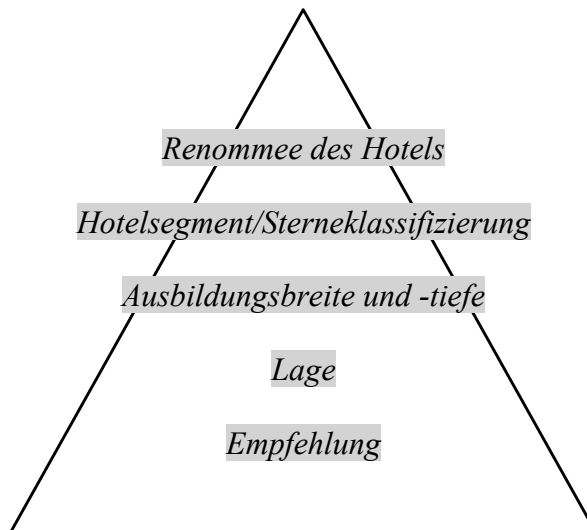 Renommee des Hotels
Hotelsegment/Sterneklassifizierung
Ausbildungsbreite und -tiefe
Lage
Empfehlung